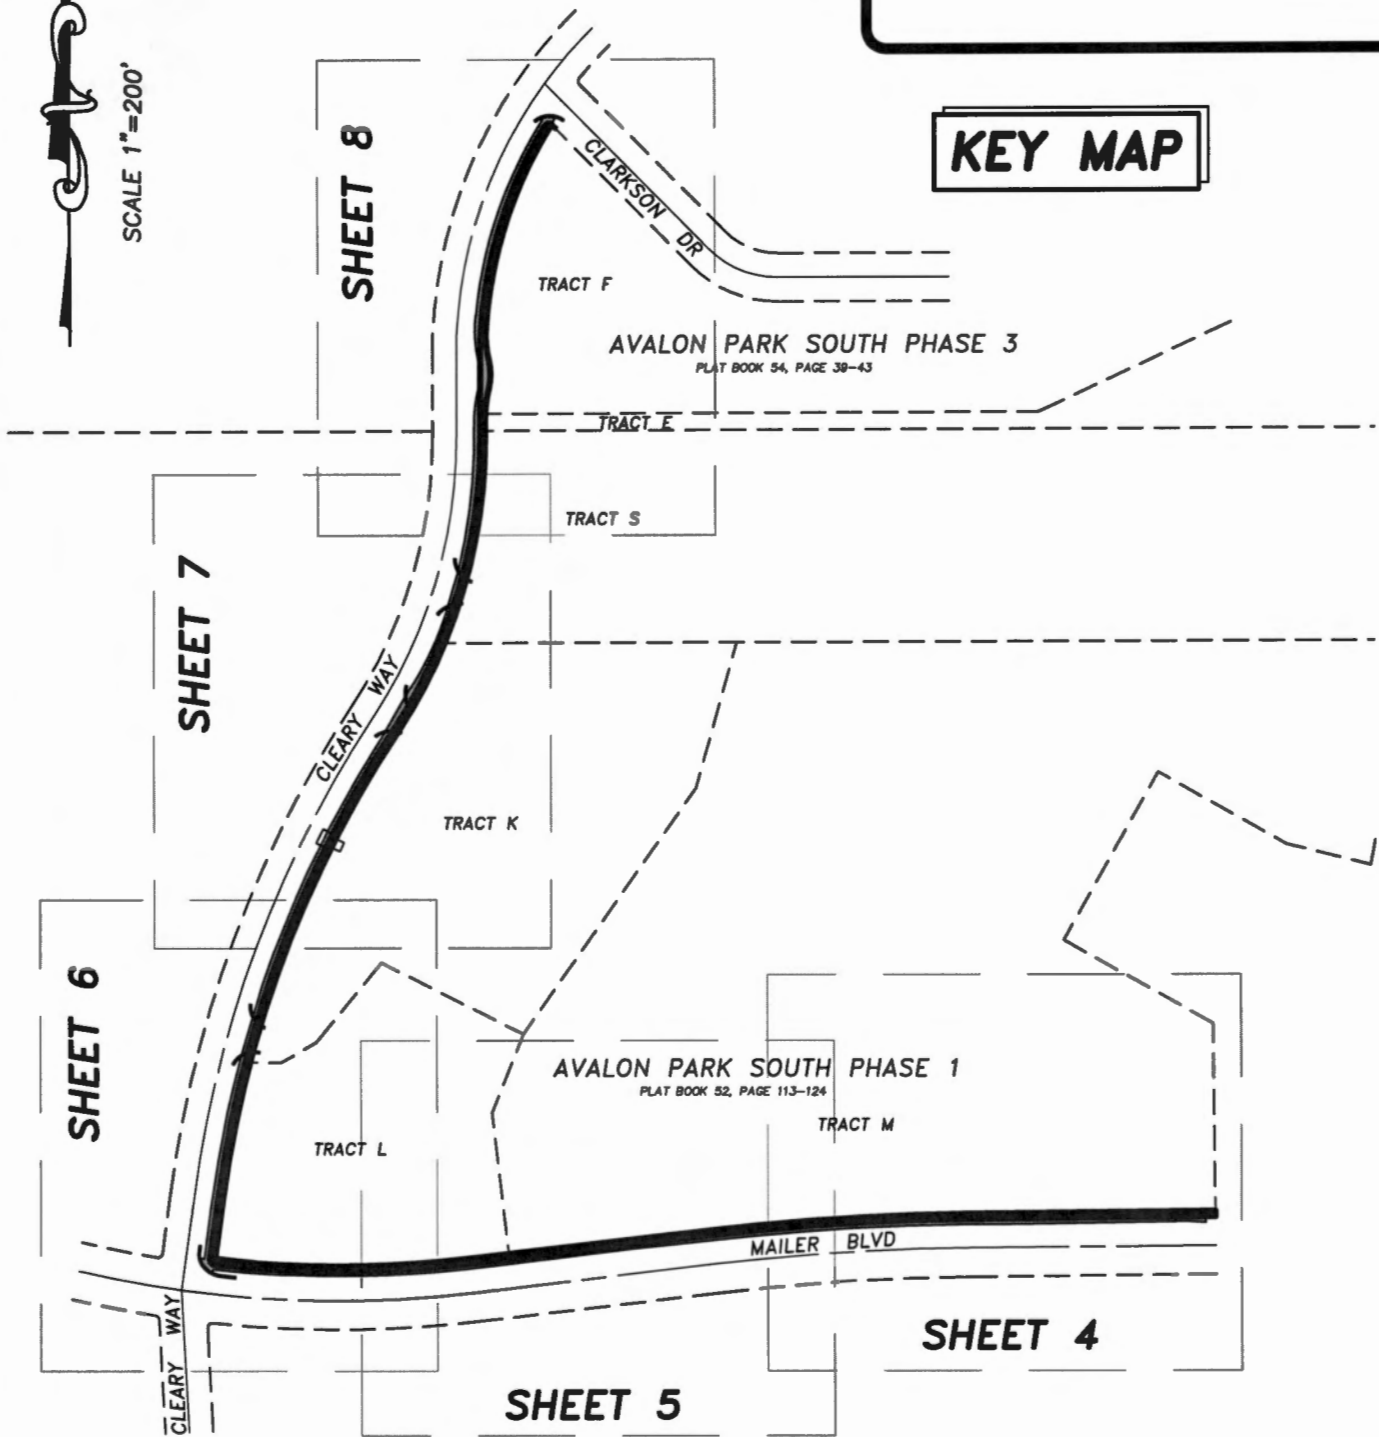 SCALE 1"=200'
KEY MAP
SHEET 8
CLARKSON DR
TRACT F
AVALON PARK SOUTH PHASE 3
PLAT BOOK 54, PAGE 39-43
TRACT E
TRACT S
SHEET 7
CLEARY WAY
TRACT K
SHEET 6
AVALON PARK SOUTH PHASE 1
PLAT BOOK 52, PAGE 113-124
TRACT M
TRACT L
MAILER BLVD
CLEARY WAY
SHEET 4
SHEET 5